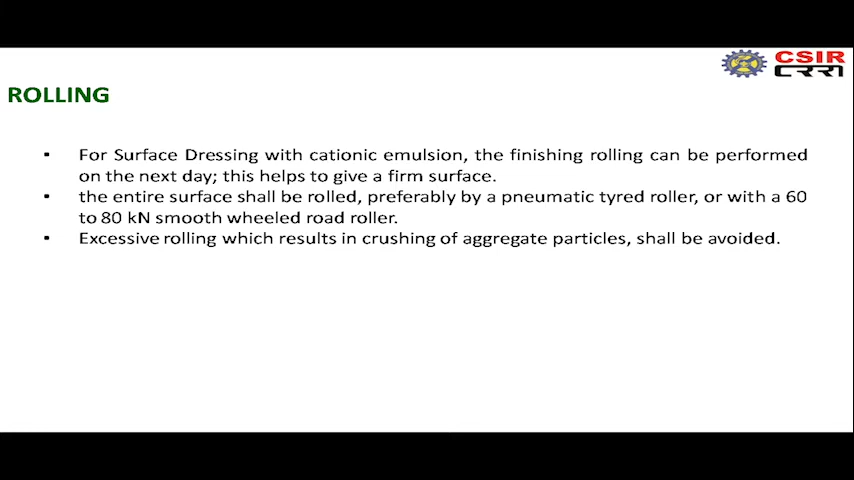 CSIR
ROLLING
▪ For Surface Dressing with cationic emulsion, the finishing rolling can be performed
on the next day; this helps to give a firm surface.
▪ the entire surface shall be rolled, preferably by a pneumatic tyred roller, or with a 60
to 80 kN smooth wheeled road roller.
▪ Excessive rolling which results in crushing of aggregate particles, shall be avoided.